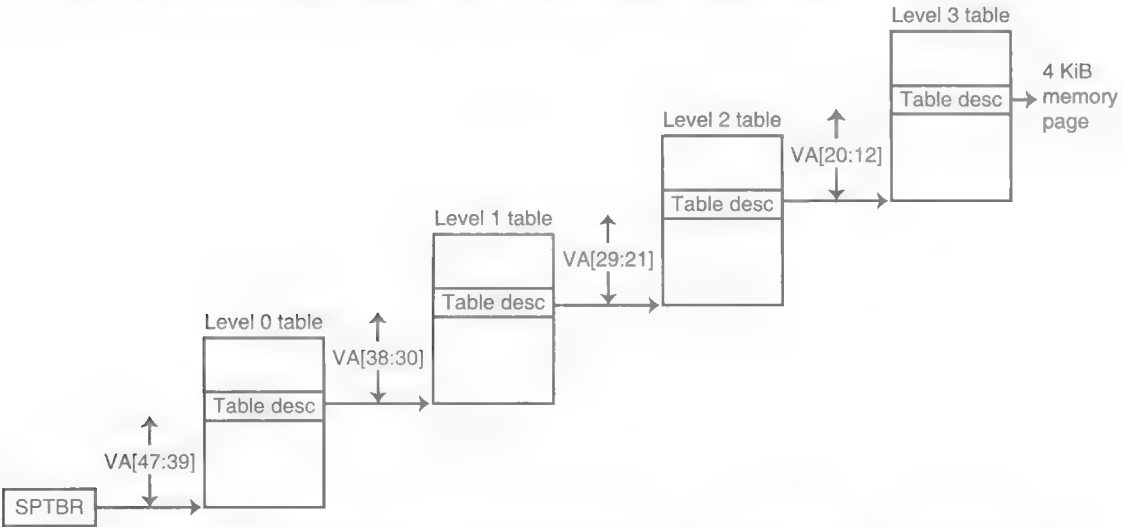 Level 3 table
Table desc
4 KiB
memory
page
Level 2 table
VA[20:12]
Table desc
Level 1 table
VA[29:21]
Table desc
Level 0 table
VA[38:30]
Table desc
VA[47:39]
SPTBR